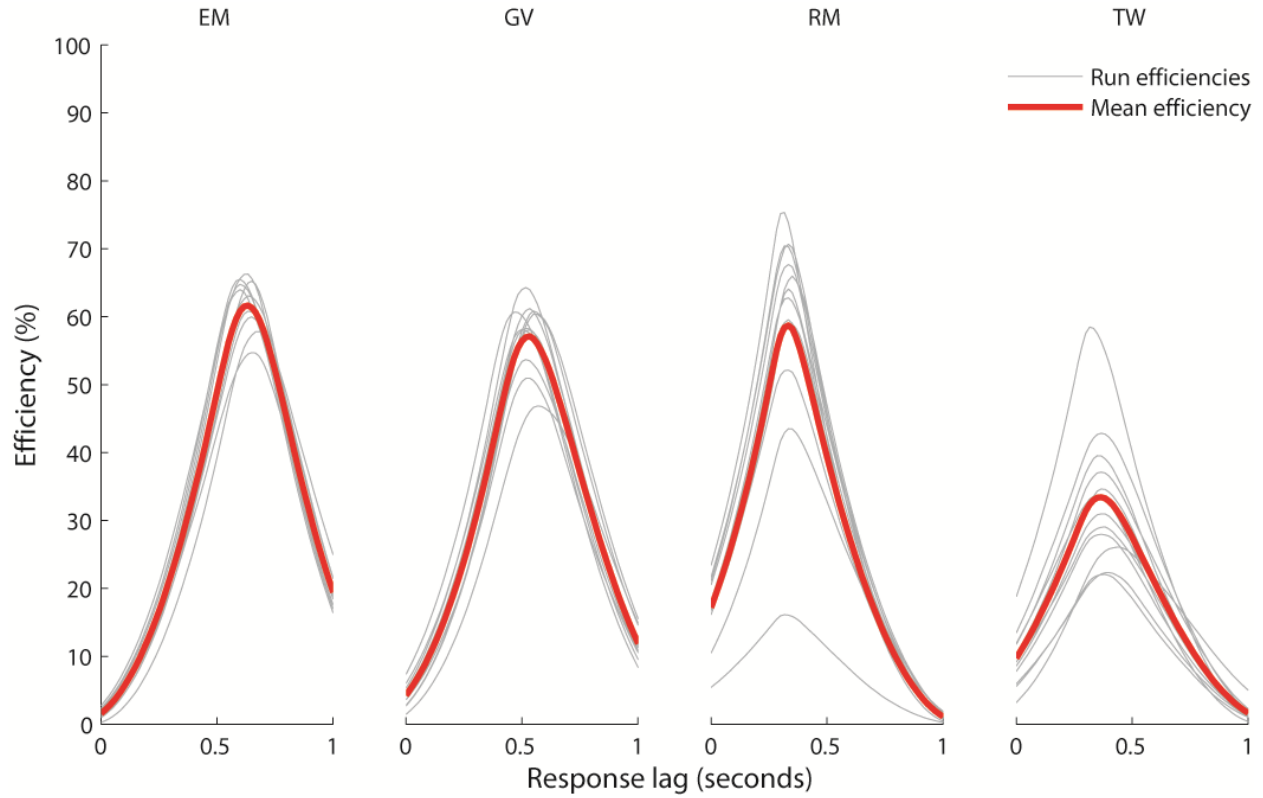 EM GV RM TW
100
90
80
70
60
50
40
30
20
10
0
Efficiency (%)
Run efficiencies
Mean efficiency
0 0.5 1 0 0.5 1 0 0.5 1 0 0.5 1
Response lag (seconds)